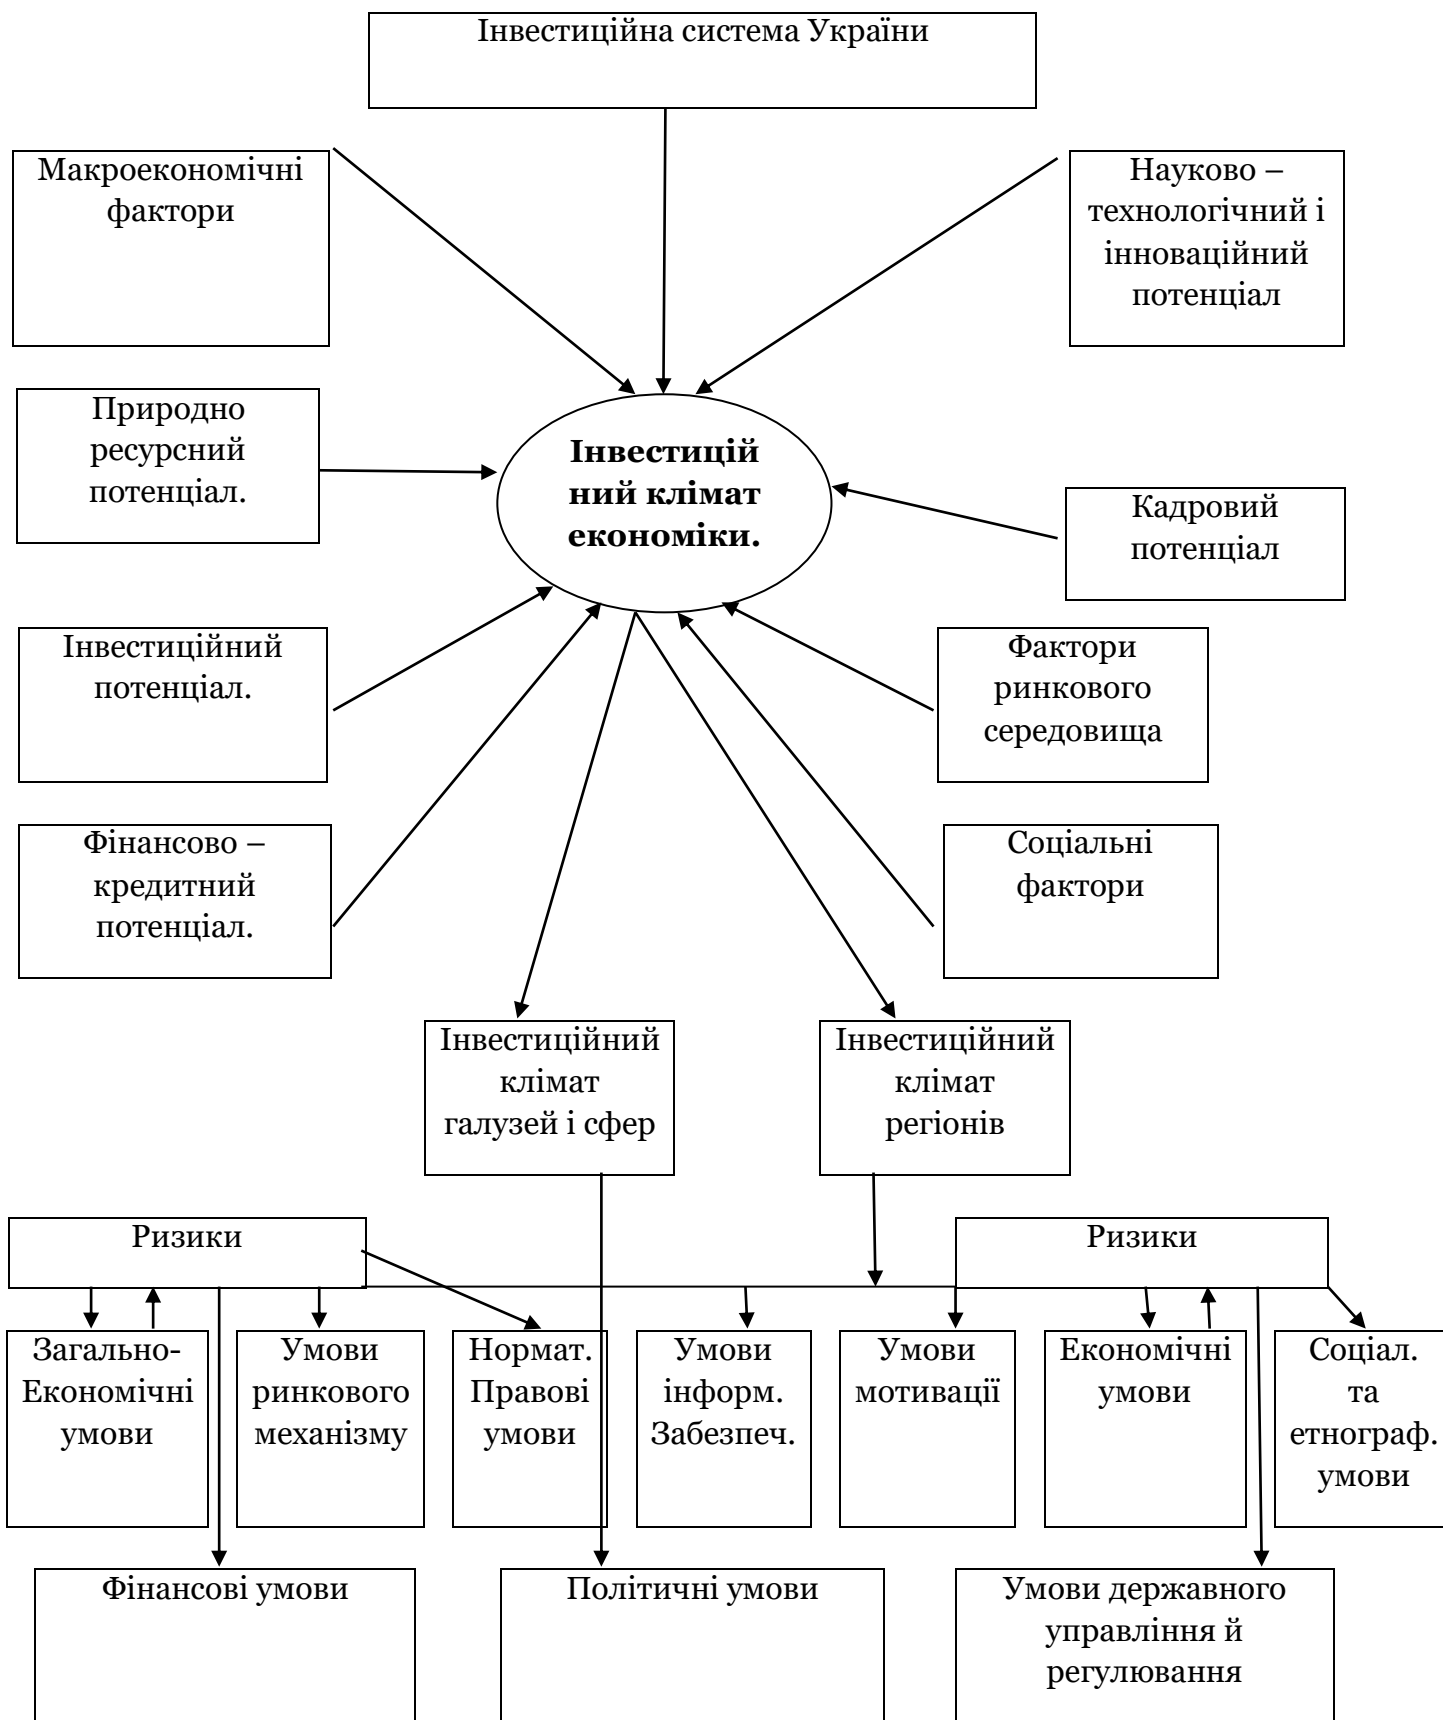 Інвестиційна система України
Макроекономічні
фактори
Науково –
технологічний і
інноваційний
потенціал
Природно
ресурсний
потенціал.
Інвестицій
ний клімат
економіки.
Кадровий
потенціал
Інвестиційний
потенціал.
Фактори
ринкового
середовища
Фінансово –
кредитний
потенціал.
Соціальні
фактори
Інвестиційний
клімат
галузей і сфер
Інвестиційний
клімат
регіонів
Ризики
Ризики
Загально-
Економічні
умови
Умови
ринкового
механізму
Нормат.
Правові
умови
Умови
інформ.
Забезпеч.
Умови
мотивації
Економічні
умови
Соціал.
та
етнограф.
умови
Фінансові умови
Політичні умови
Умови державного
управління й
регулювання